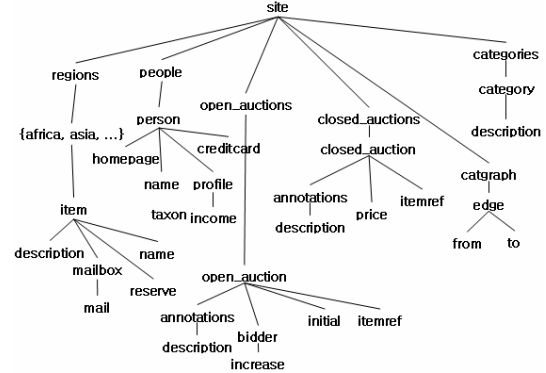 site
categories
regions
people
category
open_auctions
person
closed_auctions
{africa, asia, ...}
description
homepage
creditcard
closed_auction
name
profile
catgraph
annotations
price
itemref
edge
item
taxon
income
description
from
to
description
name
mailbox
open_auction
reserve
mail
annotations
initial
itemref
bidder
description
increase